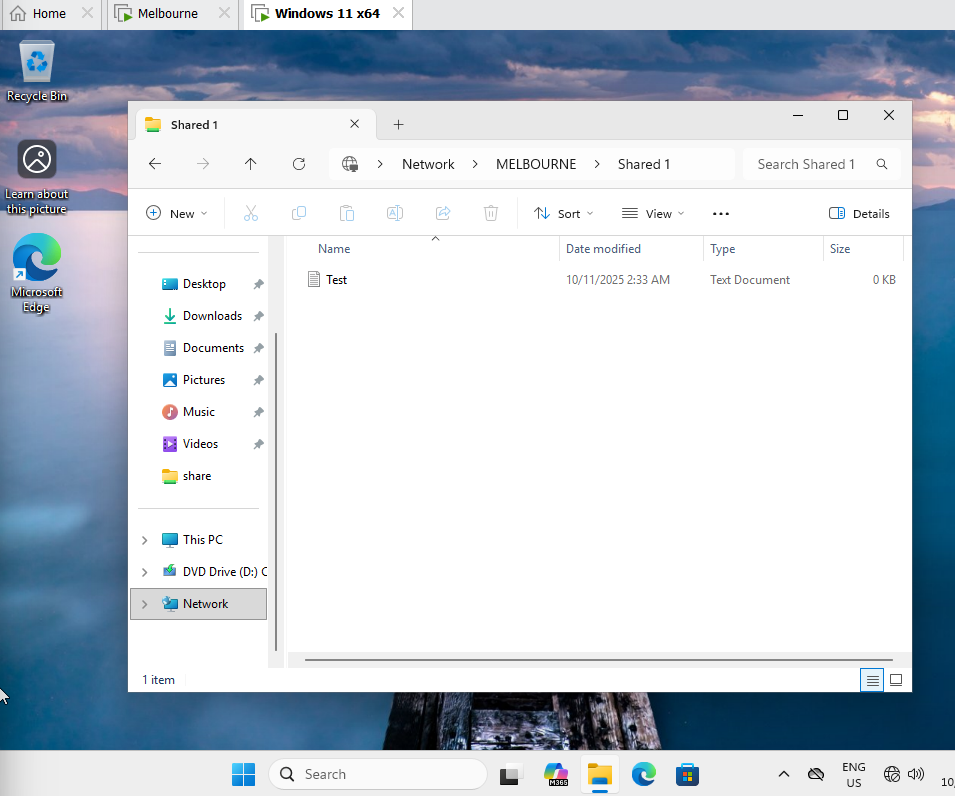 Home
Melbourne
Windows 11 x64
Recycle Bin
Learn about
this picture
Microsoft
Edge
Shared 1
Network
MELBOURNE
Shared 1
Search Shared 1
New
Sort
View
Details
Name
Date modified
Type
Size
Test
10/11/2025 2:33 AM
Text Document
0 KB
Desktop
Downloads
Documents
Pictures
Music
Videos
share
This PC
DVD Drive (D:) C
Network
1 item
Search
M365
ENG
US
10